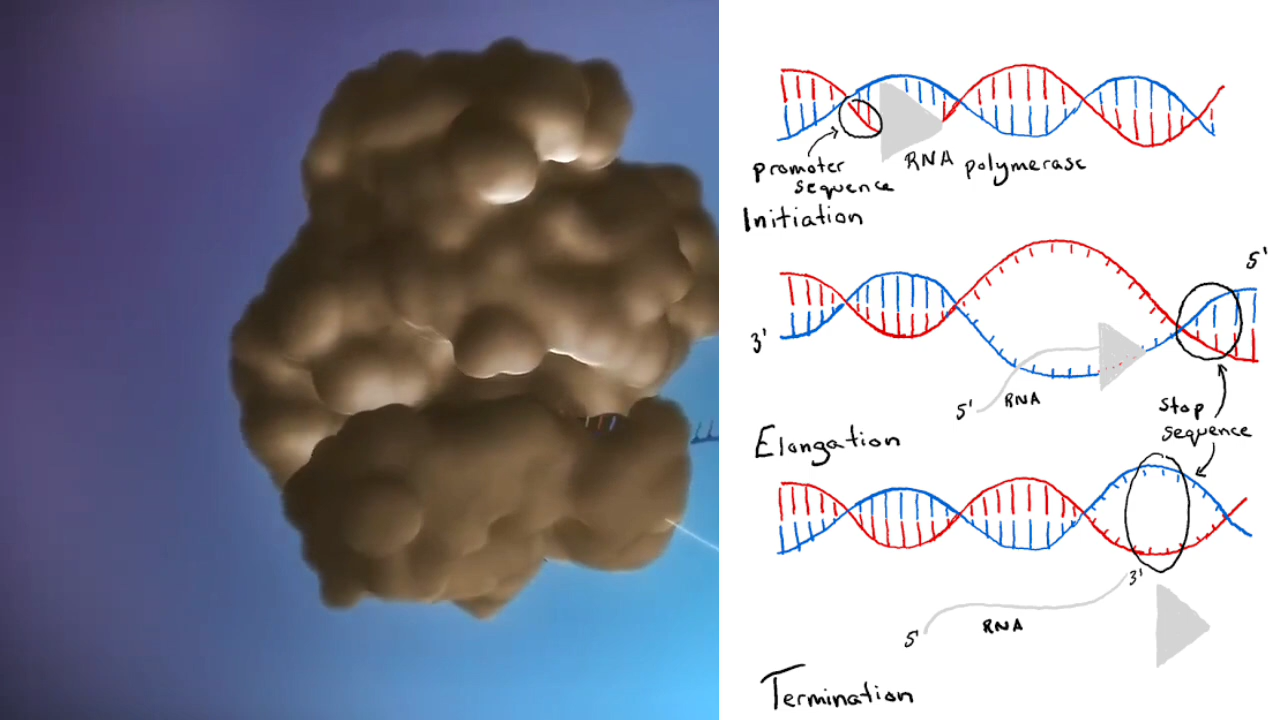 promoter
sequence
RNA polymerase
Initiation
5'
3'
5'
RNA
Stop
sequence
Elongation
3'
5'
RNA
Termination